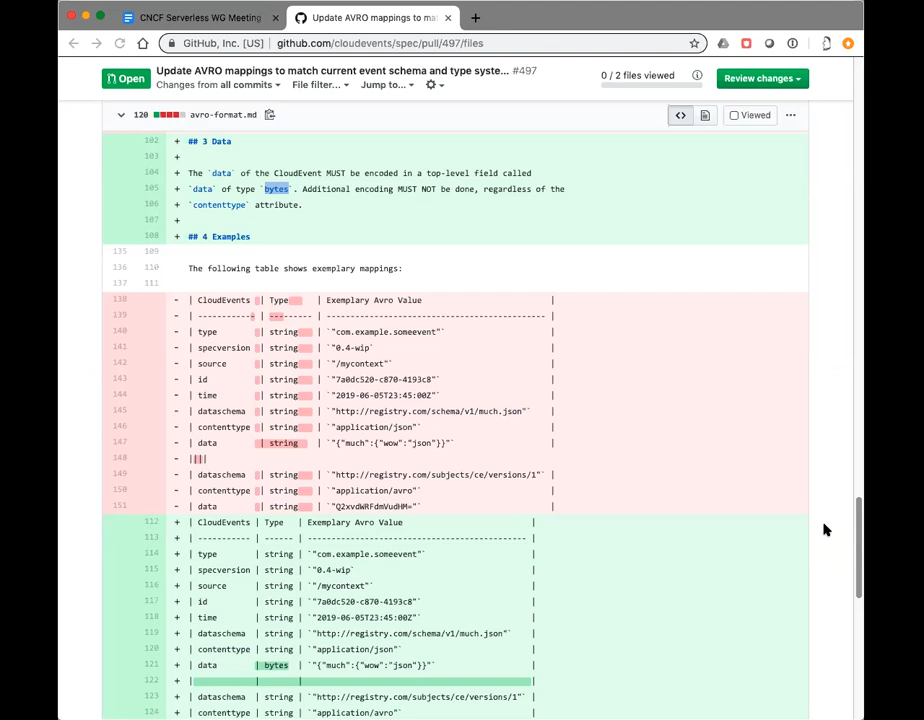 CNCF Serverless WG Meeting × Update AVRO mappings to mat × +
GitHub, Inc. [US] | github.com/cloudevents/spec/pull/497/files
Open Update AVRO mappings to match current event schema and type syste... #497
Changes from all commits File filter... Jump to... 0 / 2 files viewed Review changes
120 avro-format.md Viewed ...
102 + ## 3 Data
103 +
104 + The `data` of the CloudEvent MUST be encoded in a top-level field called
105 + `data` of type `bytes`. Additional encoding MUST NOT be done, regardless of the
106 + `contenttype` attribute.
107 +
108 + ## 4 Examples
135 109
136 110 The following table shows exemplary mappings:
137 111
138 - | CloudEvents | Type | Exemplary Avro Value |
139 - | ----------- | ------- | ---------------------------------------------- |
140 - | type | string | `"com.example.someevent"` |
141 - | specversion | string | `"0.4-wip" |
142 - | source | string | `"/mycontext"` |
143 - | id | string | `"7a0dc520-c870-4193c8"` |
144 - | time | string | `"2019-06-05T23:45:00Z"` |
145 - | dataschema | string | `"http://registry.com/schema/v1/much.json"` |
146 - | contenttype | string | `"application/json"` |
147 - | data | string | `"{"much":{"wow":"json"}}"` |
148 - ||||
149 - | dataschema | string | `"http://registry.com/subjects/ce/versions/1"` |
150 - | contenttype | string | `"application/avro"` |
151 - | data | string | `"Q2xvdWRFdmVudHM="` |
112 + | CloudEvents | Type | Exemplary Avro Value |
113 + | ----------- | ------ | ---------------------------------------------- |
114 + | type | string | `"com.example.someevent"` |
115 + | specversion | string | `"0.4-wip" |
116 + | source | string | `"/mycontext"` |
117 + | id | string | `"7a0dc520-c870-4193c8"` |
118 + | time | string | `"2019-06-05T23:45:00Z"` |
119 + | dataschema | string | `"http://registry.com/schema/v1/much.json"` |
120 + | contenttype | string | `"application/json"` |
121 + | data | bytes | `"{"much":{"wow":"json"}}"` |
122 + | | | |
123 + | dataschema | string | `"http://registry.com/subjects/ce/versions/1"` |
124 + | contenttype | string | `"application/avro"` |